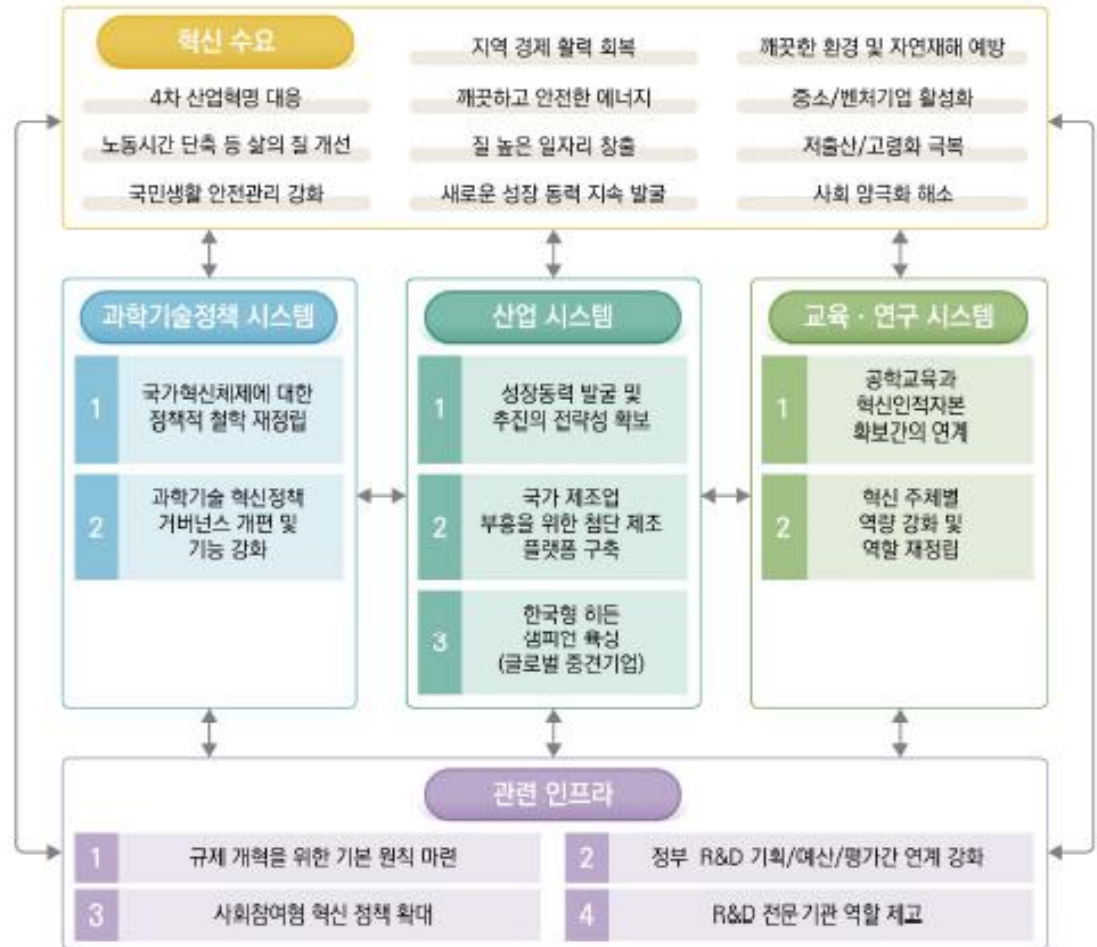 혁신 수요
지역 경제 활력 회복
깨끗한 환경 및 자연재해 예방
4차 산업혁명 대응
깨끗하고 안전한 에너지
중소/벤처기업 활성화
노동시간 단축 등 삶의 질 개선
질 높은 일자리 창출
저출산/고령화 극복
국민생활 안전관리 강화
새로운 성장 동력 지속 발굴
사회 양극화 해소
과학기술정책 시스템
1
국가혁신체제에 대한
정책적 철학 재정립
2
과학기술 혁신정책
거버넌스 개편 및
기능 강화
산업 시스템
1
성장동력 발굴 및
추진의 전략성 확보
2
국가 제조업
부흥을 위한 첨단 제조
플랫폼 구축
3
한국형 히든
챔피언 육성
(글로벌 중견기업)
교육 · 연구 시스템
1
공학교육과
혁신인적자본
확보간의 연계
2
혁신 주체별
역량 강화 및
역할 재정립
관련 인프라
1
규제 개혁을 위한 기본 원칙 마련
2
정부 R&D 기획/예산/평가간 연계 강화
3
사회참여형 혁신 정책 확대
4
R&D 전문기관 역할 제고